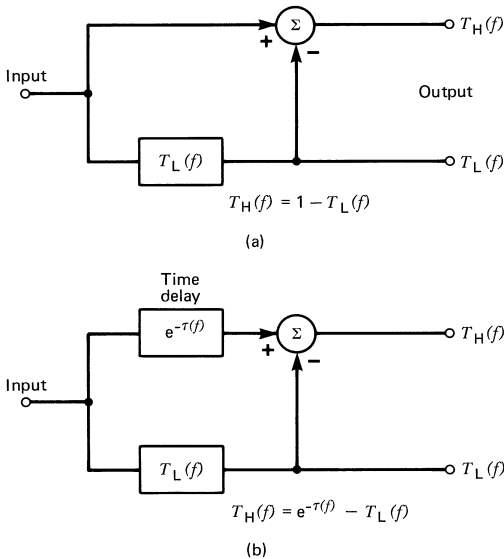 Σ
T_H(f)
+
−
Input
Output
T_L(f)
T_L(f)
T_H(f) = 1 − T_L(f)
(a)
Time
delay
e^{-τ(f)}
Σ
T_H(f)
+
−
Input
T_L(f)
T_L(f)
T_H(f) = e^{-τ(f)} − T_L(f)
(b)